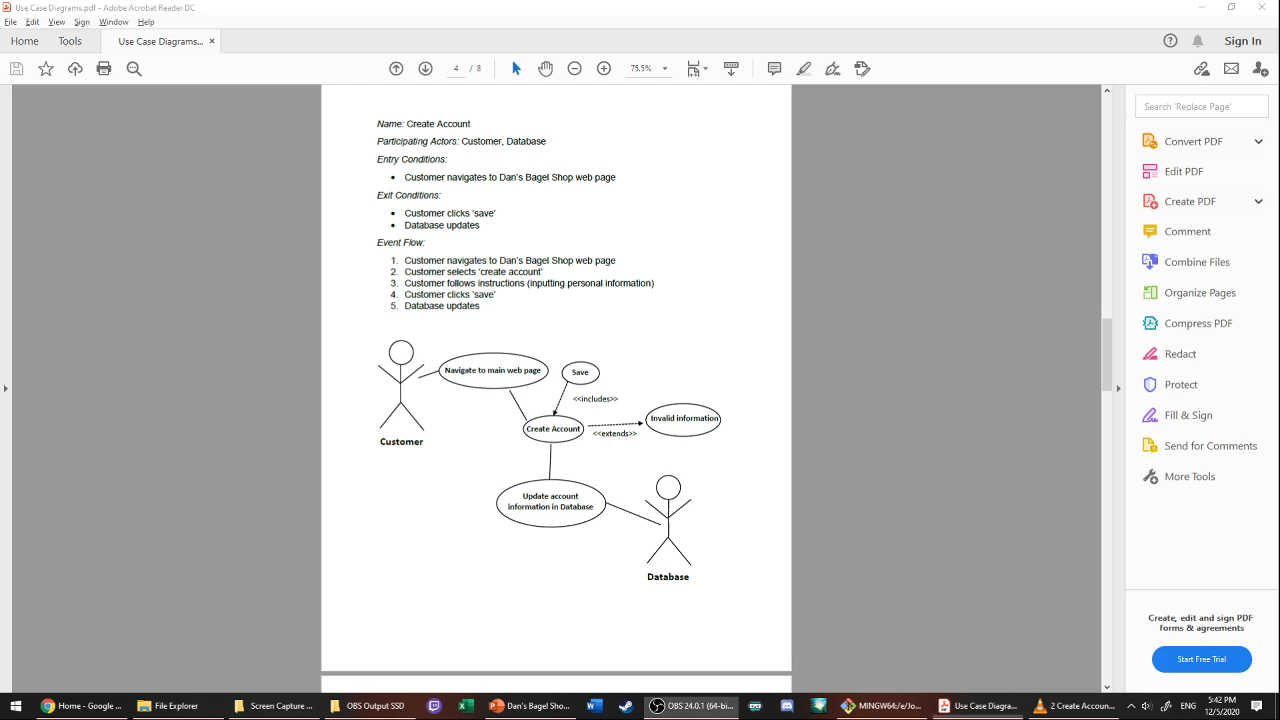 Use Case Diagrams.pdf - Adobe Acrobat Reader DC
File Edit View Sign Window Help
Home Tools Use Case Diagrams... × Sign In
4 / 8 75.5%
Search 'Replace Page'
Convert PDF
Edit PDF
Create PDF
Comment
Combine Files
Organize Pages
Compress PDF
Redact
Protect
Fill & Sign
Send for Comments
More Tools
Create, edit and sign PDF
forms & agreements
Start Free Trial
Name: Create Account
Participating Actors: Customer, Database
Entry Conditions:
• Customer navigates to Dan's Bagel Shop web page
Exit Conditions:
• Customer clicks 'save'
• Database updates
Event Flow:
1. Customer navigates to Dan's Bagel Shop web page
2. Customer selects 'create account'
3. Customer follows instructions (inputting personal information)
4. Customer clicks 'save'
5. Database updates
Navigate to main web page
Save
<<includes>>
Invalid information
Create Account
<<extends>>
Customer
Update account
information in Database
Database
Home - Google ... File Explorer Screen Capture ... OBS Output SSD Dan's Bagel Sho... OBS 24.0.1 (64-bi... MINGW64:/e/Jo... Use Case Diagra... 2 Create Accoun...
5:42 PM
12/5/2020